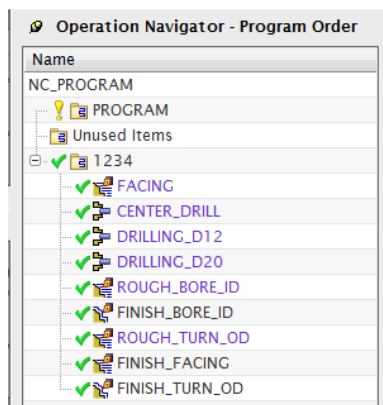 Operation Navigator - Program Order
Name
NC_PROGRAM
PROGRAM
Unused Items
1234
FACING
CENTER_DRILL
DRILLING_D12
DRILLING_D20
ROUGH_BORE_ID
FINISH_BORE_ID
ROUGH_TURN_OD
FINISH_FACING
FINISH_TURN_OD